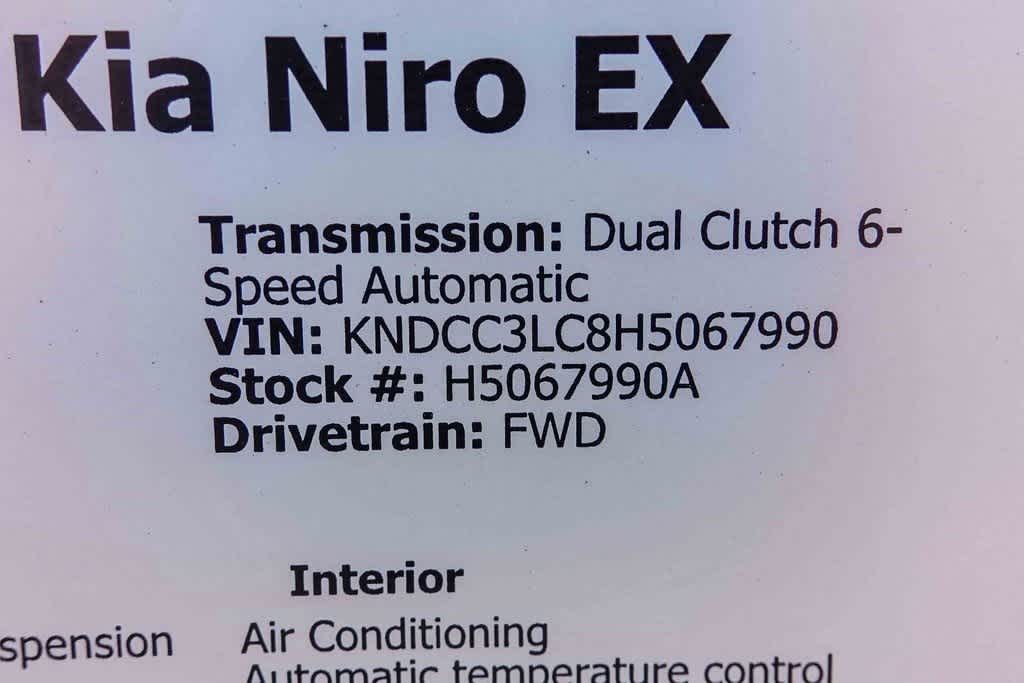 Kia Niro EX
Transmission: Dual Clutch 6-
Speed Automatic
VIN: KNDCC3LC8H5067990
Stock #: H5067990A
Drivetrain: FWD
Interior
spension Air Conditioning
Automatic temperature control